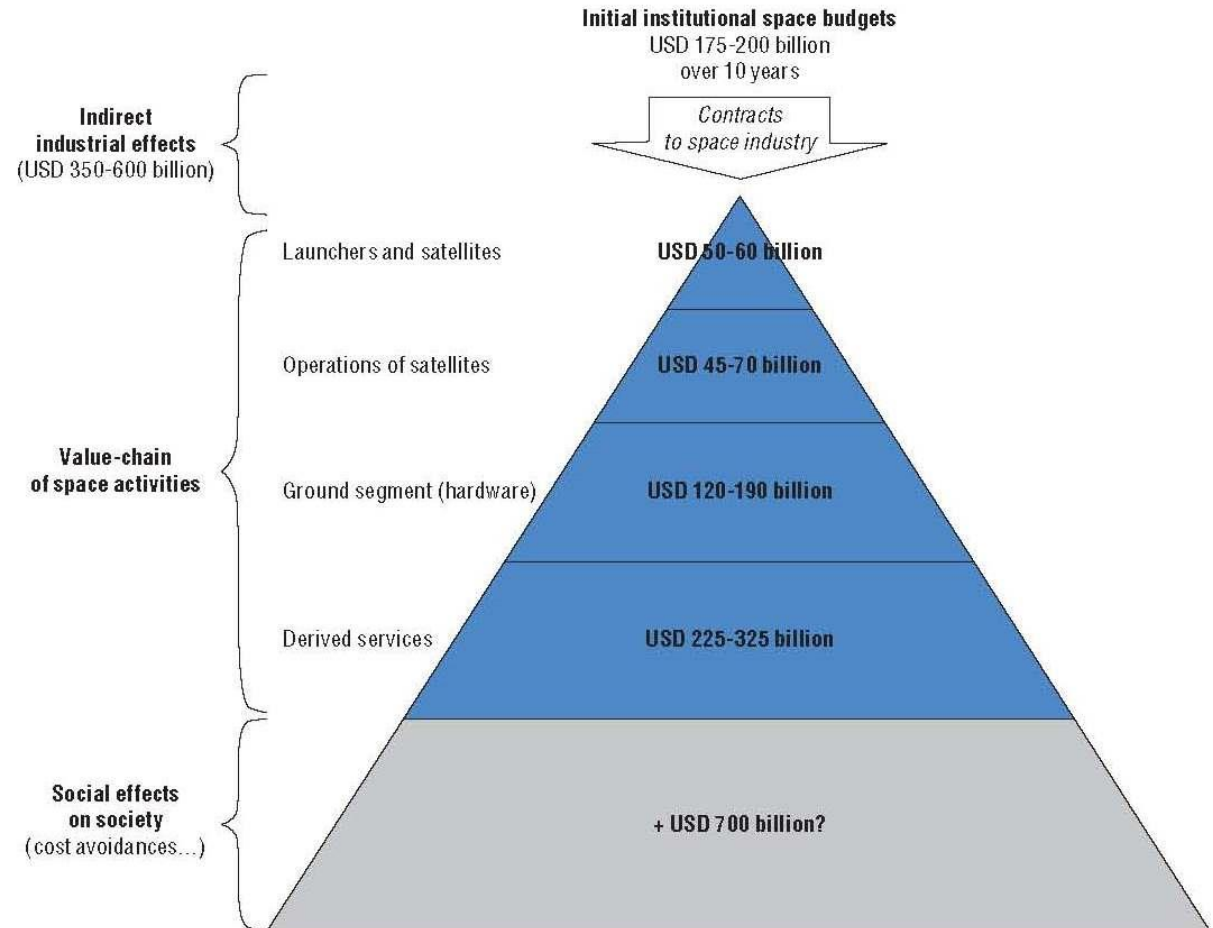 Initial institutional space budgets
USD 175-200 billion
over 10 years
Contracts
to space industry
Indirect
industrial effects
(USD 350-600 billion)
Launchers and satellites
USD 50-60 billion
Operations of satellites
USD 45-70 billion
Value-chain
of space activities
Ground segment (hardware)
USD 120-190 billion
Derived services
USD 225-325 billion
Social effects
on society
(cost avoidances...)
+ USD 700 billion?